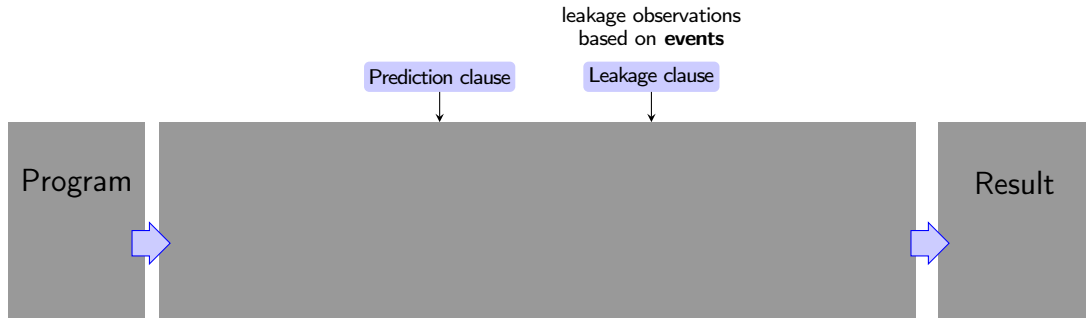 leakage observations
based on events
Prediction clause
Leakage clause
Program
Result